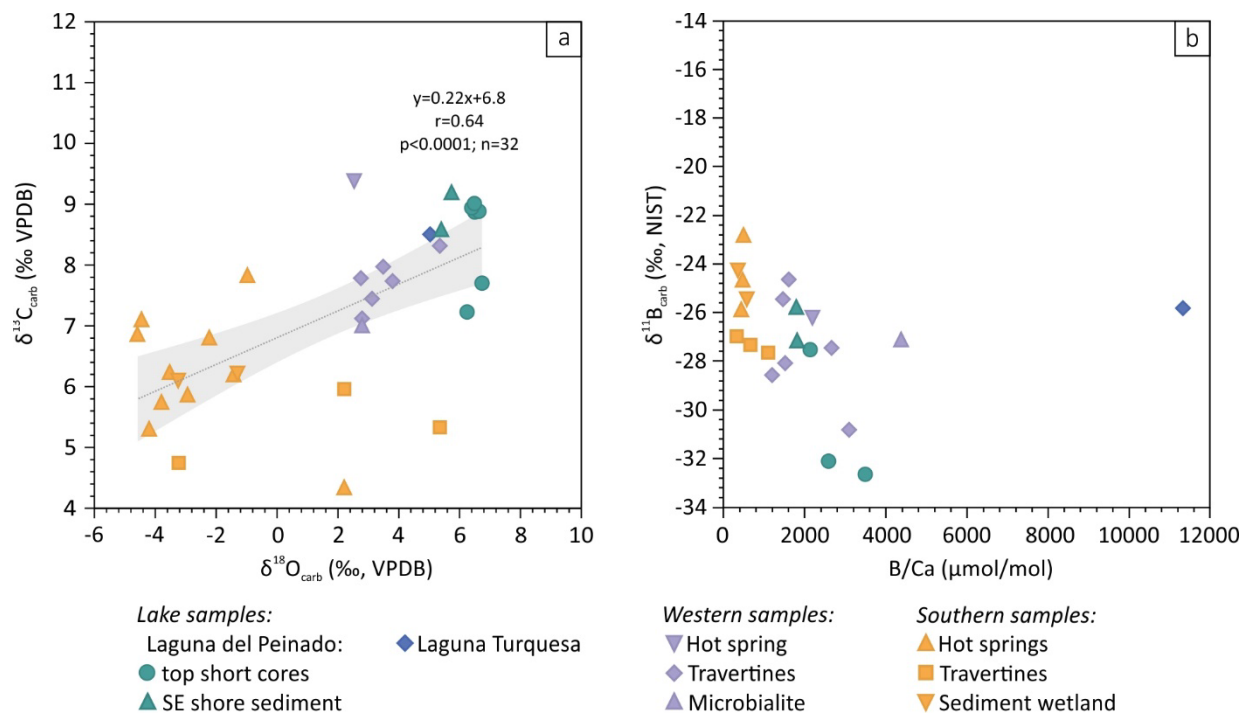 a
y=0.22x+6.8
r=0.64
p<0.0001; n=32
12
11
10
9
8
7
6
5
4
δ¹³C_carb (‰ VPDB)
-6 -4 -2 0 2 4 6 8 10
δ¹⁸O_carb (‰, VPDB)
b
-14
-16
-18
-20
-22
-24
-26
-28
-30
-32
-34
δ¹¹B_carb (‰, NIST)
0 2000 4000 6000 8000 10000 12000
B/Ca (μmol/mol)
Lake samples:
Laguna del Peinado:
top short cores
SE shore sediment
Laguna Turquesa
Western samples:
Hot spring
Travertines
Microbialite
Southern samples:
Hot springs
Travertines
Sediment wetland